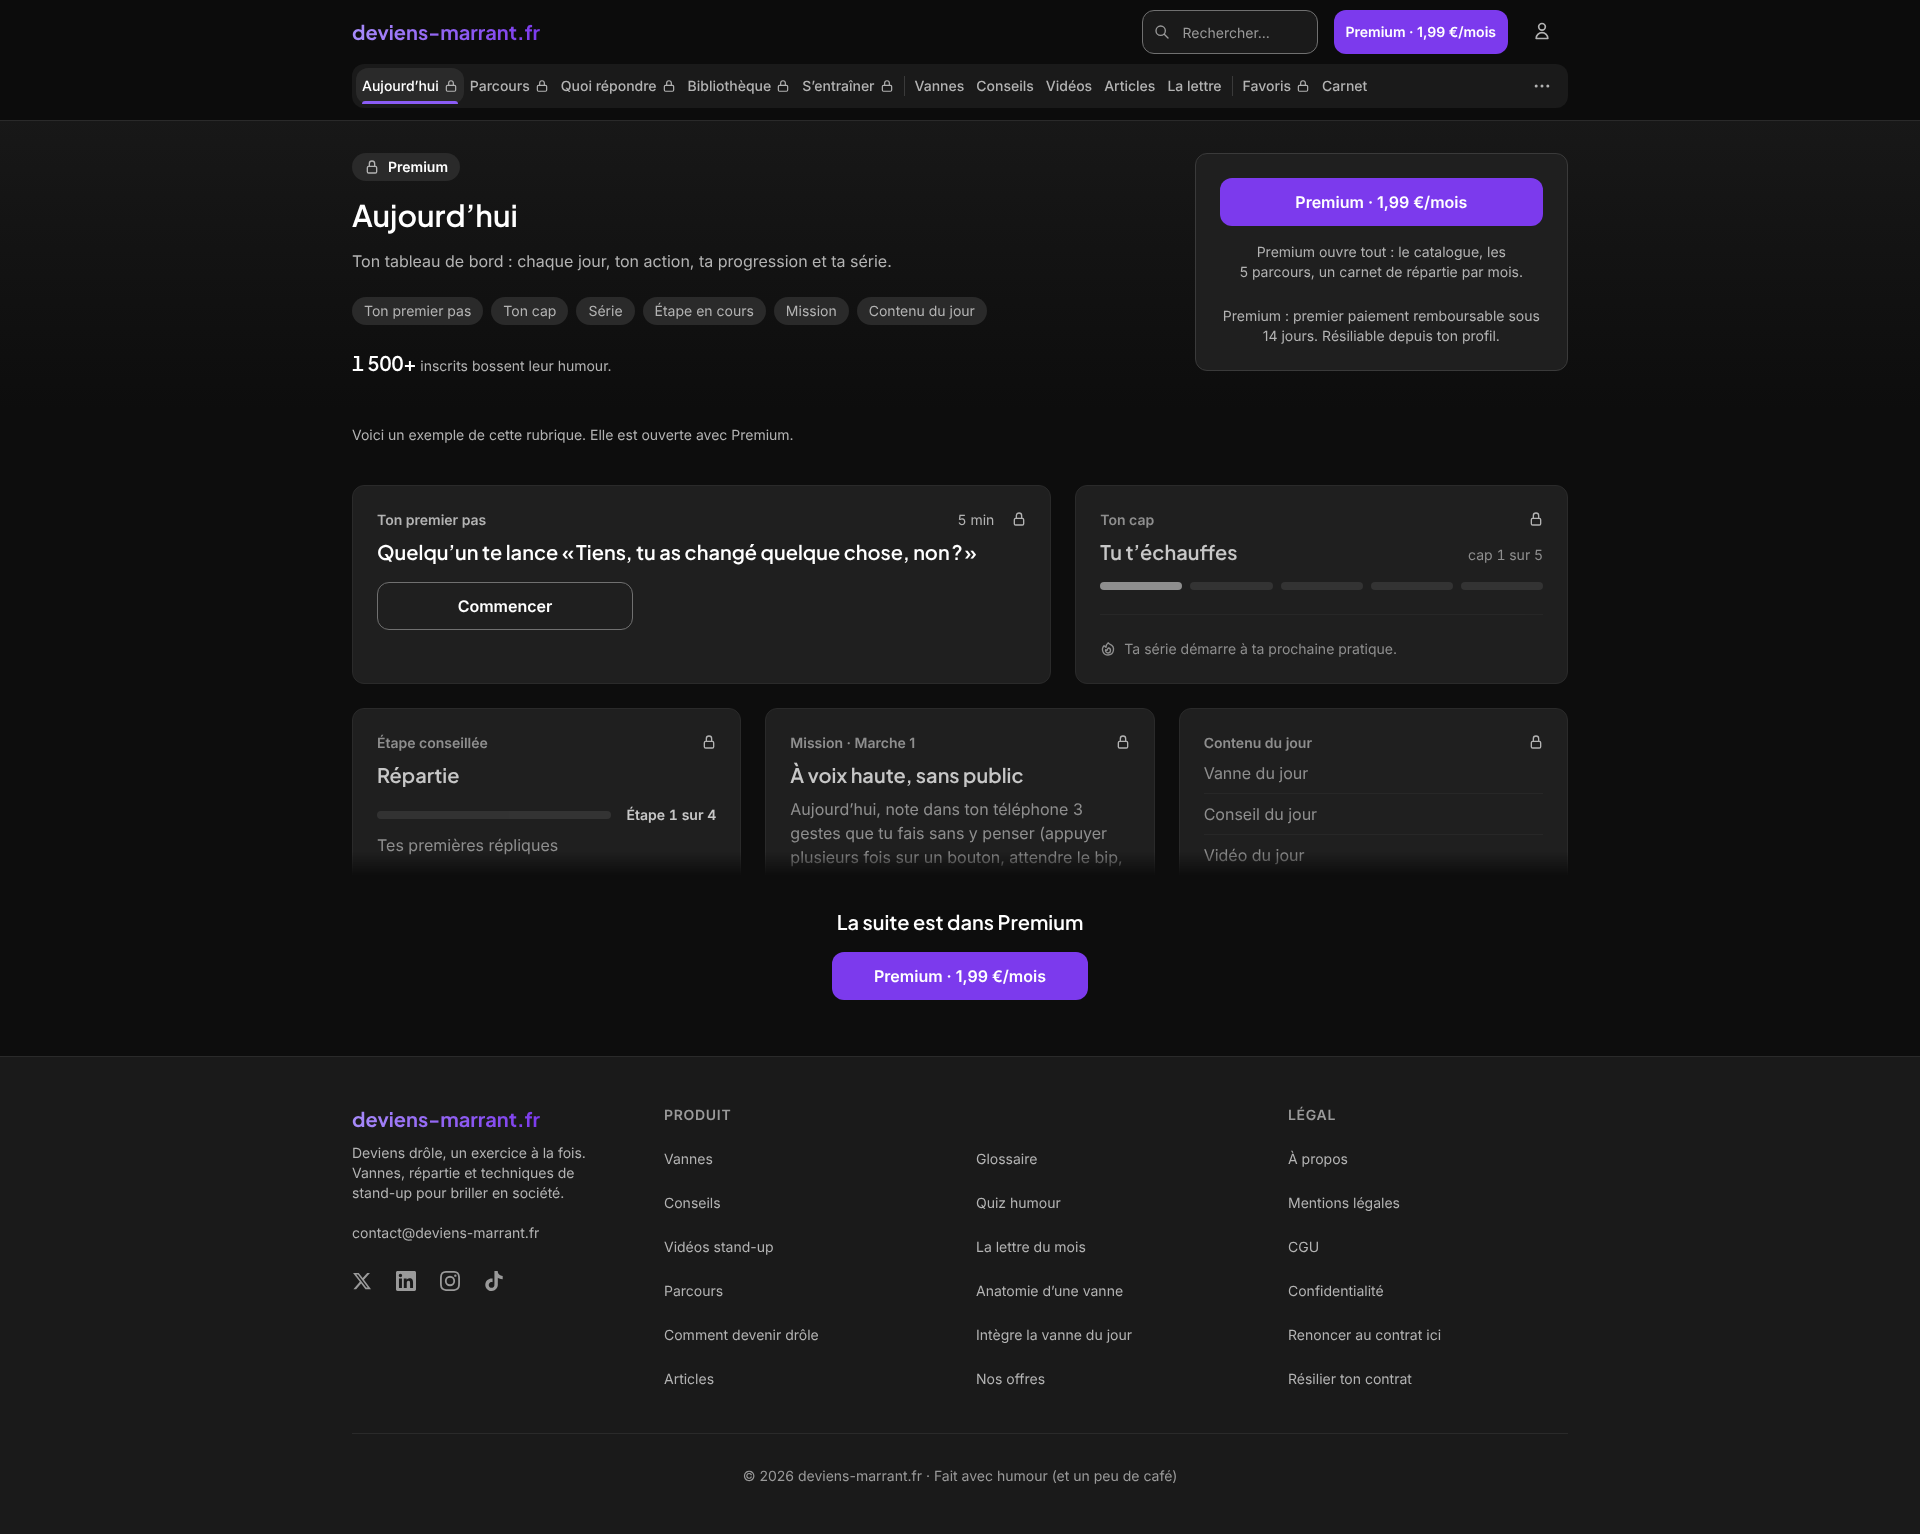 deviens-marrant.fr
Rechercher...
Premium · 1,99 €/mois
Aujourd’hui Parcours Quoi répondre Bibliothèque S’entraîner Vannes Conseils Vidéos Articles La lettre Favoris Carnet
Premium
Aujourd’hui
Ton tableau de bord : chaque jour, ton action, ta progression et ta série.
Ton premier pas Ton cap Série Étape en cours Mission Contenu du jour
1 500+ inscrits bossent leur humour.
Premium · 1,99 €/mois
Premium ouvre tout : le catalogue, les
5 parcours, un carnet de répartie par mois.
Premium : premier paiement remboursable sous
14 jours. Résiliable depuis ton profil.
Voici un exemple de cette rubrique. Elle est ouverte avec Premium.
Ton premier pas 5 min
Quelqu’un te lance « Tiens, tu as changé quelque chose, non ? »
Commencer
Ton cap
Tu t’échauffes cap 1 sur 5
Ta série démarre à ta prochaine pratique.
Étape conseillée
Répartie
Étape 1 sur 4
Tes premières répliques
Mission · Marche 1
À voix haute, sans public
Aujourd’hui, note dans ton téléphone 3
gestes que tu fais sans y penser (appuyer
plusieurs fois sur un bouton, attendre le bip,
Contenu du jour
Vanne du jour
Conseil du jour
Vidéo du jour
La suite est dans Premium
Premium · 1,99 €/mois
deviens-marrant.fr
Deviens drôle, un exercice à la fois.
Vannes, répartie et techniques de
stand-up pour briller en société.
contact@deviens-marrant.fr
PRODUIT
Vannes
Conseils
Vidéos stand-up
Parcours
Comment devenir drôle
Articles
Glossaire
Quiz humour
La lettre du mois
Anatomie d’une vanne
Intègre la vanne du jour
Nos offres
LÉGAL
À propos
Mentions légales
CGU
Confidentialité
Renoncer au contrat ici
Résilier ton contrat
© 2026 deviens-marrant.fr · Fait avec humour (et un peu de café)